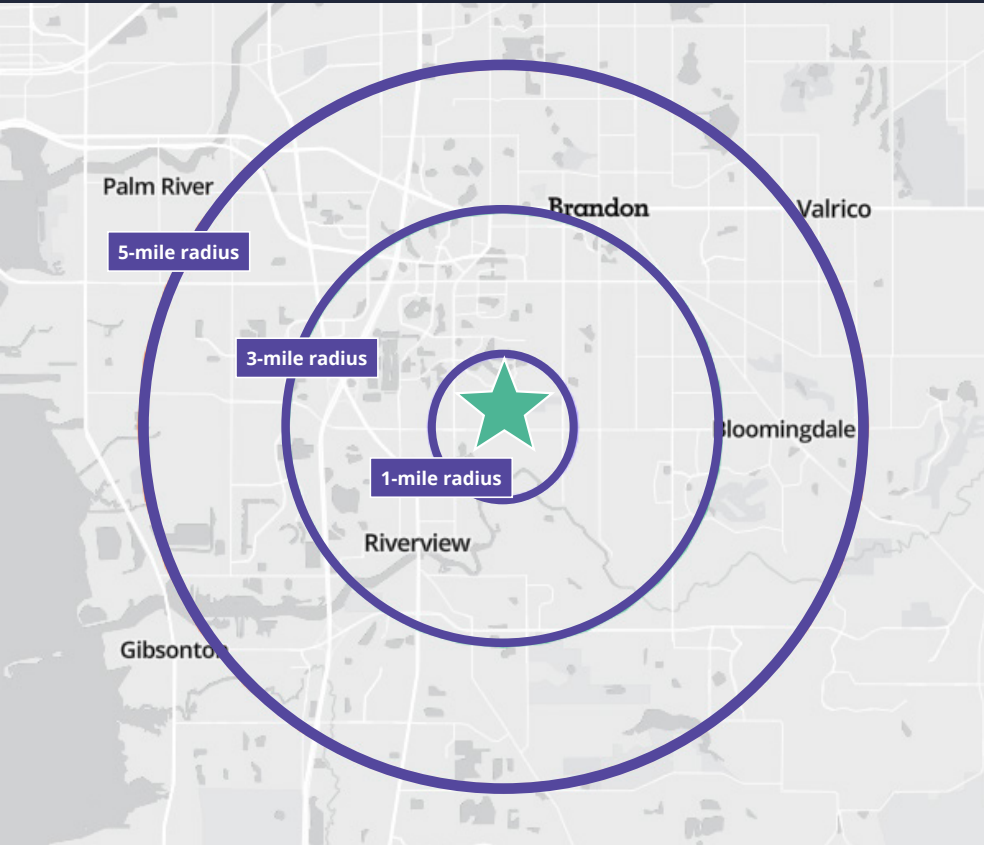 Palm River
Brandon
Valrico
5-mile radius
3-mile radius
Bloomingdale
1-mile radius
Riverview
Gibsonton